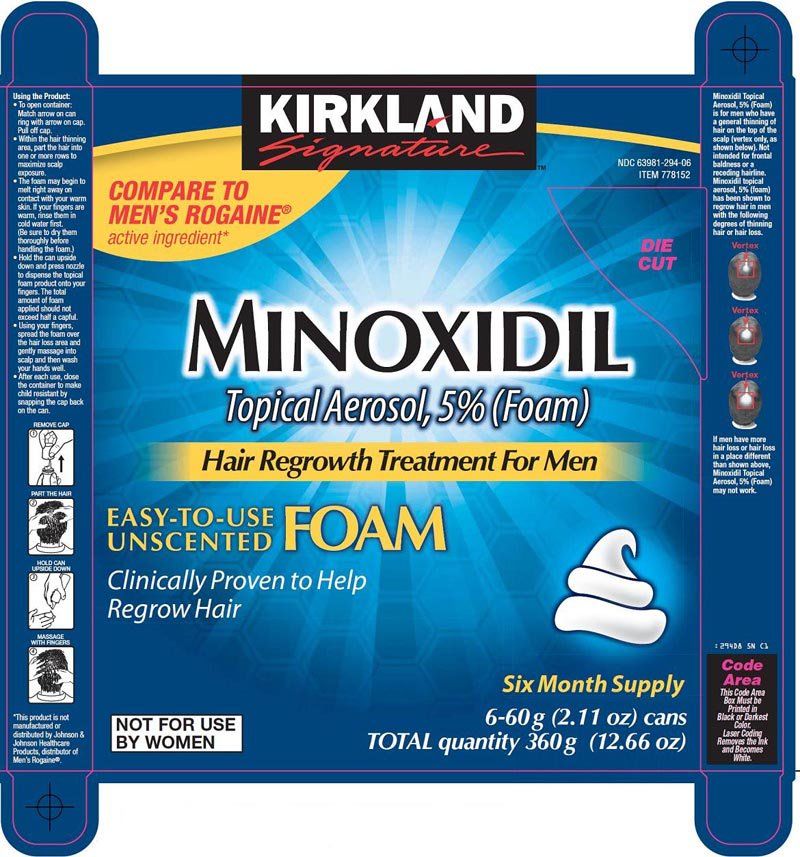 Using the Product:
• To open container:
Match arrow on can
ring with arrow on cap.
Pull off cap.
• Within the hair thinning
area, part the hair into
one or more rows to
maximize scalp
exposure.
• The foam may begin to
melt right away on
contact with your warm
skin. If your fingers are
warm, rinse them in
cold water first.
(Be sure to dry them
thoroughly before
handling the foam.)
• Hold the can upside
down and press nozzle
to dispense the topical
foam product onto your
fingers. The total
amount of foam
applied should not
exceed half a capful.
• Using your fingers,
spread the foam over
the hair loss area and
gently massage into
scalp and then wash
your hands well.
• After each use, close
the container to make
child resistant by
snapping the cap back
on the can.
REMOVE CAP
1
PART THE HAIR
2
HOLD CAN
UPSIDE DOWN
3
MASSAGE
WITH FINGERS
4
*This product is not
manufactured or
distributed by Johnson &
Johnson Healthcare
Products, distributor of
Men's Rogaine®.
KIRKLAND
Signature™
NDC 63981-294-06
ITEM 778152
COMPARE TO
MEN'S ROGAINE®
active ingredient*
DIE
CUT
MINOXIDIL
Topical Aerosol, 5% (Foam)
Hair Regrowth Treatment For Men
EASY-TO-USE
UNSCENTED FOAM
Clinically Proven to Help
Regrow Hair
Six Month Supply
6-60 g (2.11 oz) cans
TOTAL quantity 360 g (12.66 oz)
NOT FOR USE
BY WOMEN
Minoxidil Topical
Aerosol, 5% (Foam)
is for men who have
a general thinning of
hair on the top of the
scalp (vertex only, as
shown below). Not
intended for frontal
baldness or a
receding hairline.
Minoxidil topical
aerosol, 5% (foam)
has been shown to
regrow hair in men
with the following
degrees of thinning
hair or hair loss.
Vertex
Vertex
Vertex
If men have more
hair loss or hair loss
in a place different
than shown above,
Minoxidil Topical
Aerosol, 5% (Foam)
may not work.
: 294D8 SN C1
Code
Area
This Code Area
Box Must be
Printed in
Black or Darkest
Color.
Laser Coding
Removes the Ink
and Becomes
White.